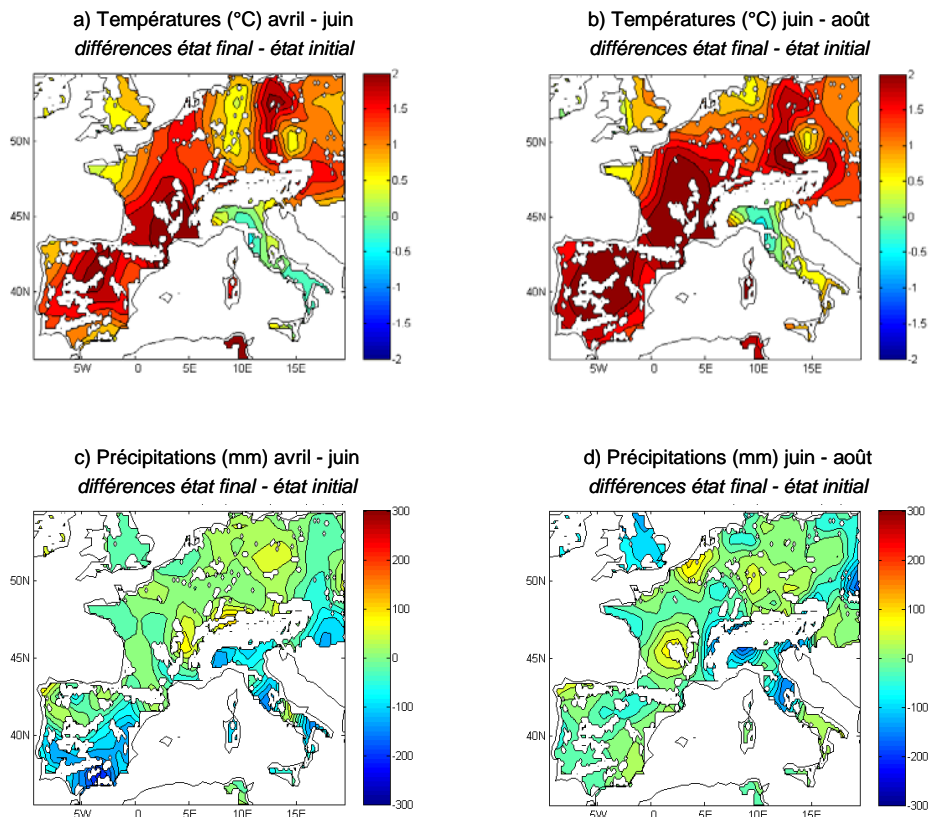 a) Températures (°C) avril - juin
différences état final - état initial
50N
45N
40N
5W 0 5E 10E 15E
2
1.5
1
0.5
0
-0.5
-1
-1.5
-2
b) Températures (°C) juin - août
différences état final - état initial
50N
45N
40N
5W 0 5E 10E 15E
2
1.5
1
0.5
0
-0.5
-1
-1.5
-2
c) Précipitations (mm) avril - juin
différences état final - état initial
50N
45N
40N
5W 0 5E 10E 15E
300
200
100
0
-100
-200
-300
d) Précipitations (mm) juin - août
différences état final - état initial
50N
45N
40N
5W 0 5E 10E 15E
300
200
100
0
-100
-200
-300